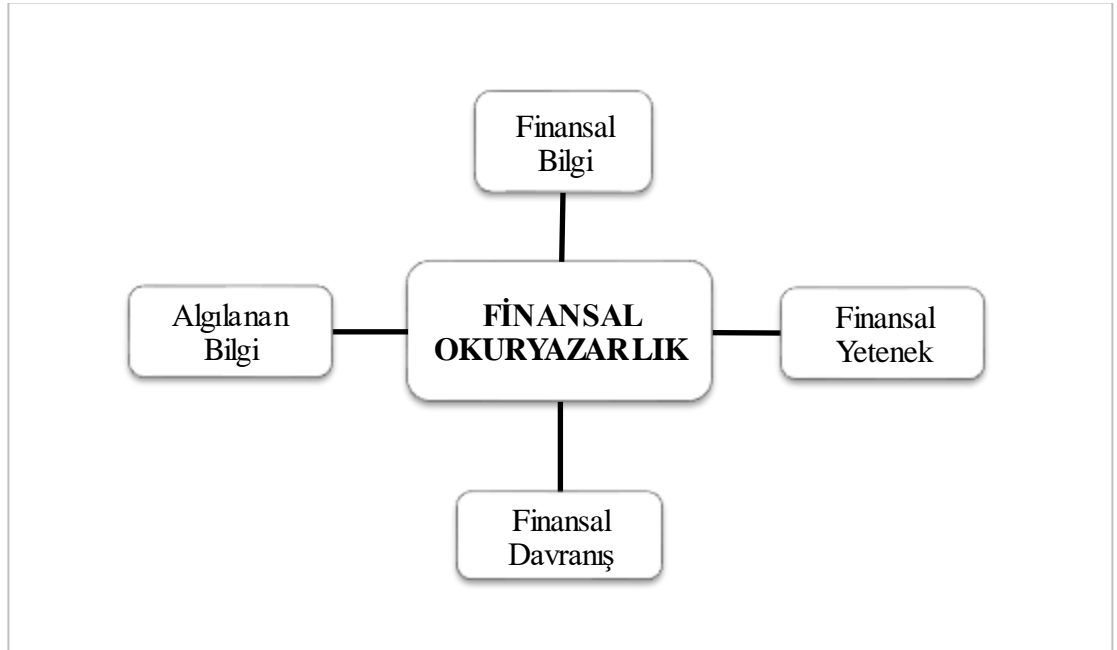 Finansal
Bilgi
Algılanan
Bilgi
FİNANSAL
OKURYAZARLIK
Finansal
Yetenek
Finansal
Davranış